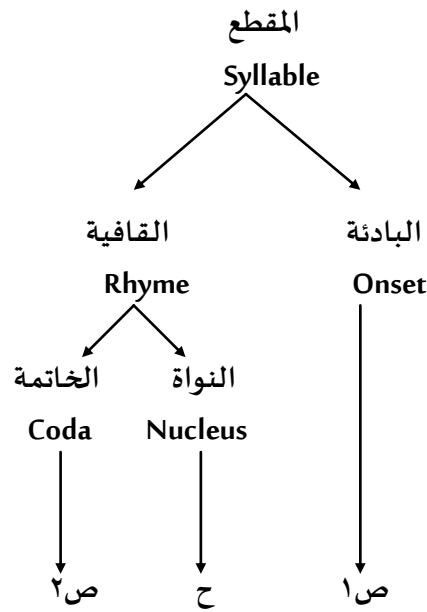 المقطع
Syllable
البادئة
القافية
Onset
Rhyme
النواة
الخاتمة
Nucleus
Coda
ص١
ح
ص٢